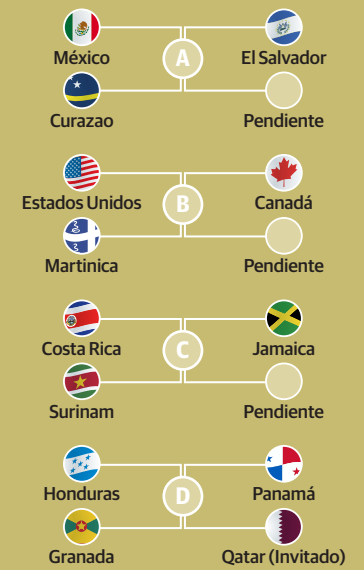 México
A
El Salvador
Curazao
Pendiente
Estados Unidos
B
Canadá
Martinica
Pendiente
Costa Rica
C
Jamaica
Surinam
Pendiente
Honduras
D
Panamá
Granada
Qatar (Invitado)